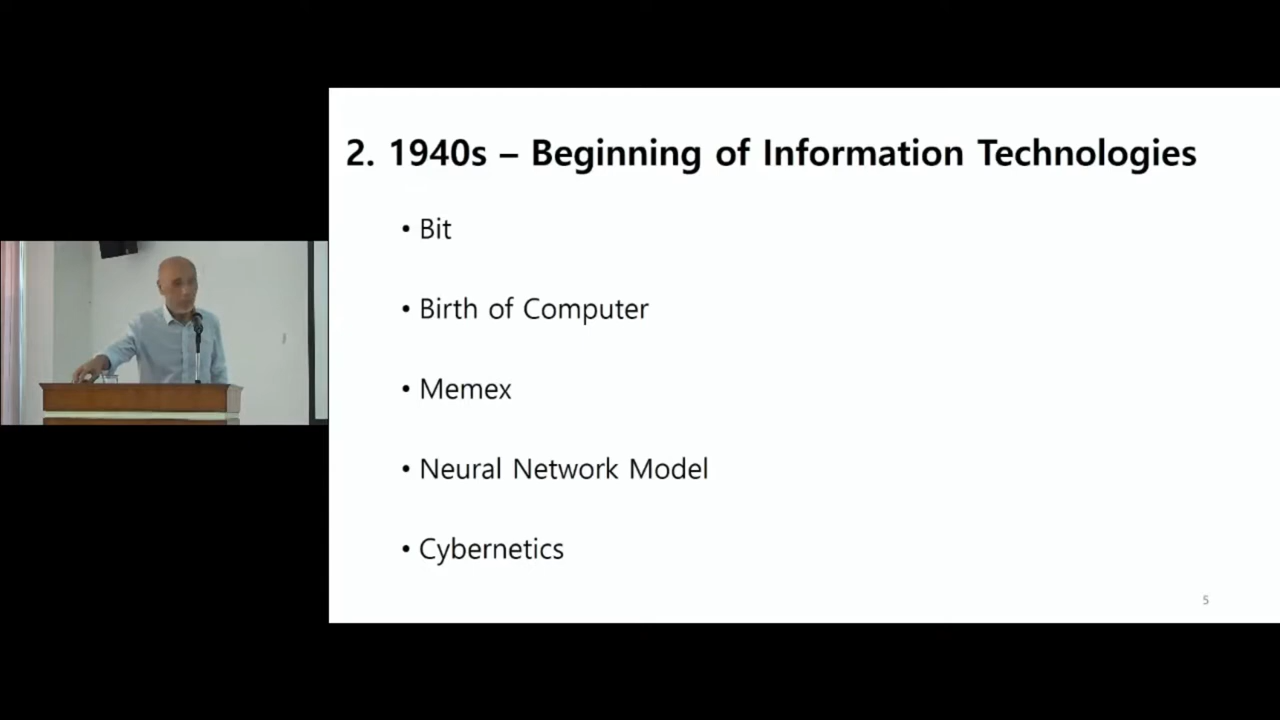 2. 1940s – Beginning of Information Technologies
• Bit
• Birth of Computer
• Memex
• Neural Network Model
• Cybernetics
5